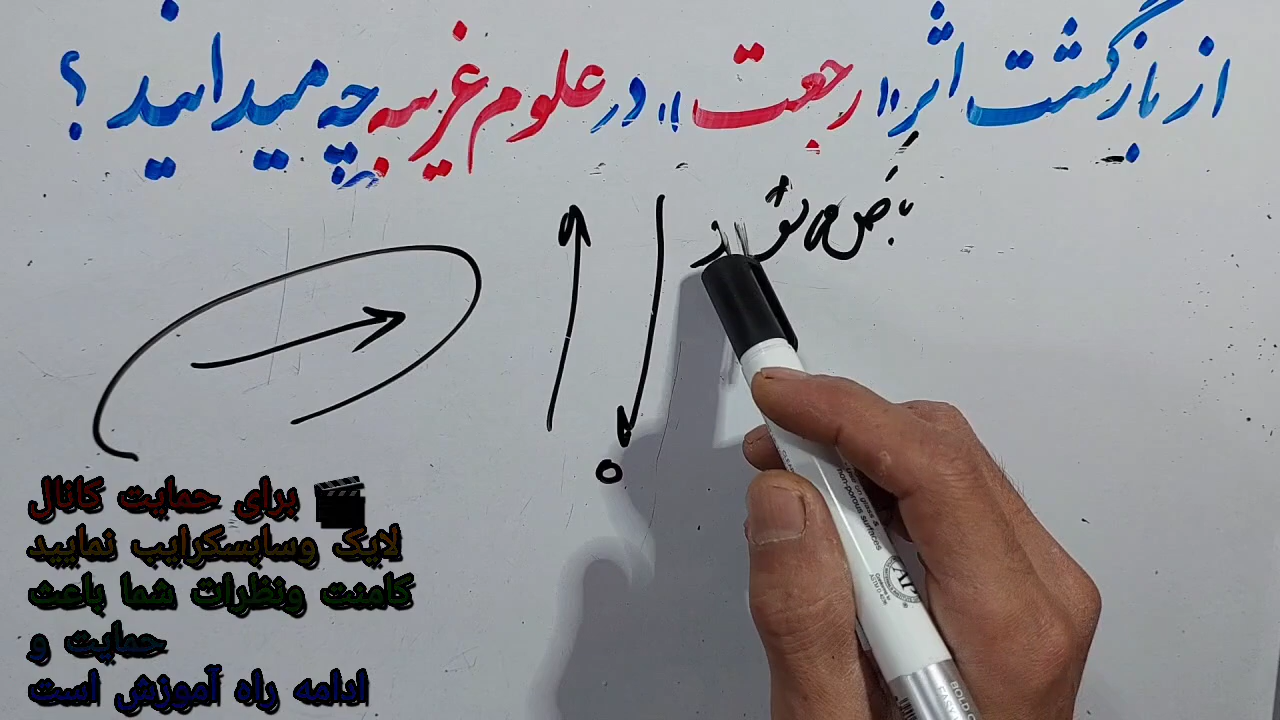 از بازگشت اثر «رجعت» در علوم غریبه چه میدانید ؟
برای حمایت کانال
لایک وسابسکرایب نمایید
کامنت ونظرات شما باعث
حمایت و
ادامه راه آموزش است